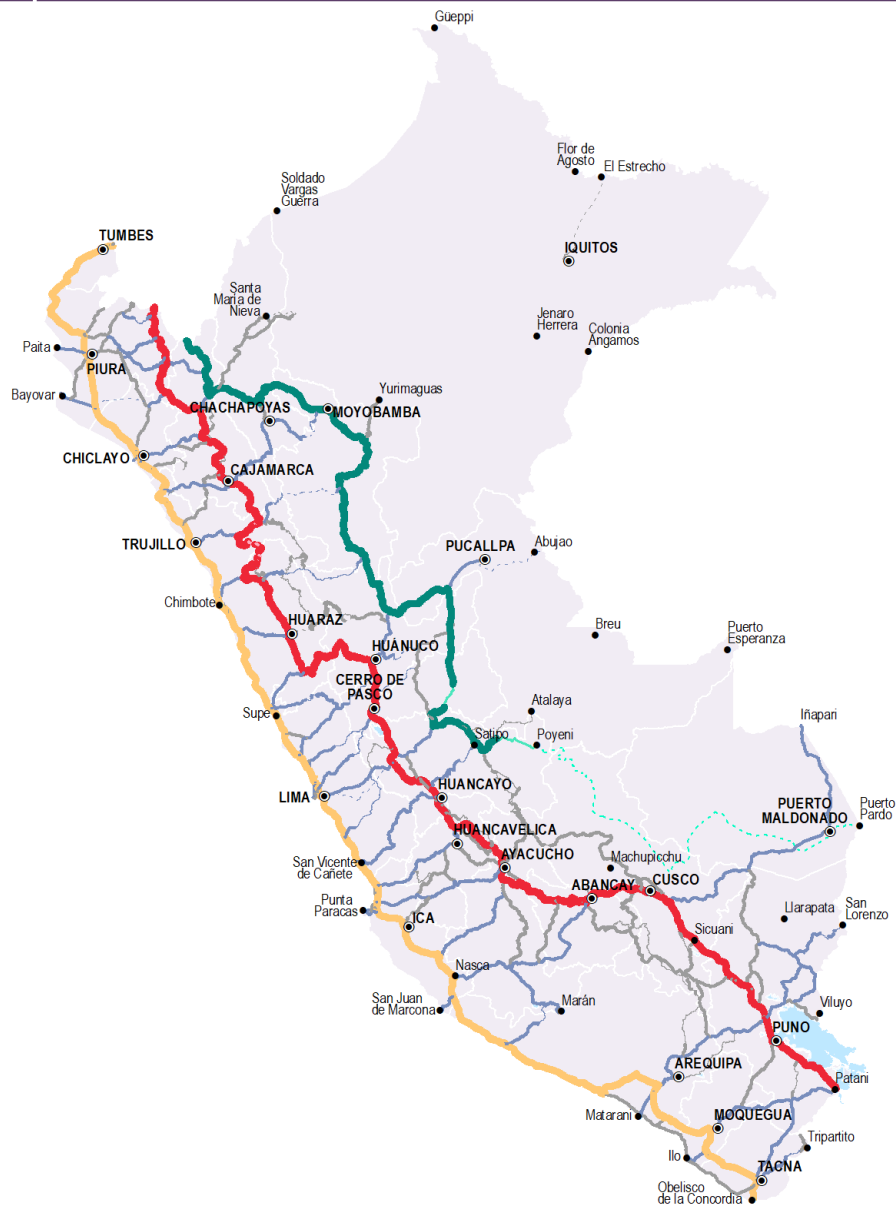 Güeppi
Flor de
Agosto
El Estrecho
Soldado
Vargas
Guerra
TUMBES
IQUITOS
Santa
María de
Nieva
Jenaro
Herrera
Colonia
Angamos
Paita
PIURA
Bayovar
Yurimaguas
CHACHAPOYAS
MOYOBAMBA
CHICLAYO
CAJAMARCA
TRUJILLO
PUCALLPA
Abujao
Chimbote
HUARAZ
Breu
Puerto
Esperanza
HUÁNUCO
CERRO DE
PASCO
Supe
Atalaya
Iñapari
Satipo
Poyeni
LIMA
HUANCAYO
PUERTO
MALDONADO
Puerto
Pardo
HUANCAVELICA
San Vicente
de Cañete
AYACUCHO
Machupicchu
CUSCO
ABANCAY
Punta
Paracas
ICA
Llarapata
San
Lorenzo
Sicuani
Nasca
San Juan
de Marcona
Marán
Viluyo
PUNO
AREQUIPA
Patani
Matarani
MOQUEGUA
Tripartito
Ilo
TACNA
Obelisco
de la Concordia